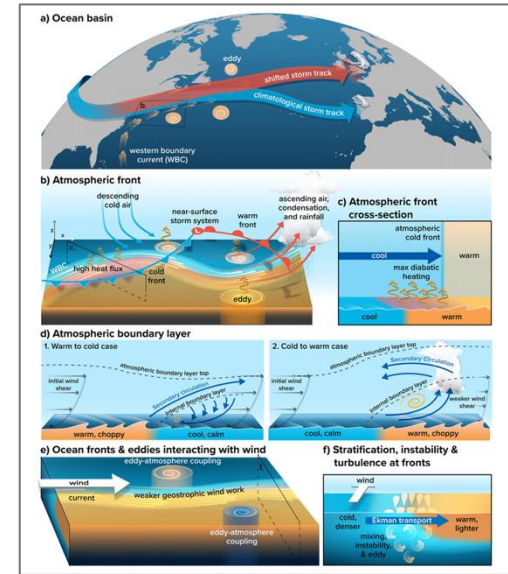 a) Ocean basin
eddy
shifted storm track
climatological storm track
b.
western boundary
current (WBC)
b) Atmospheric front
descending
cold air
near-surface
storm system
warm
front
ascending air,
condensation,
and rainfall
z
x
y
c.
L
WBC
high heat flux
cold
front
eddy
c) Atmospheric front
cross-section
atmospheric
cold front
cool
warm
max diabatic
heating
cool
warm
d) Atmospheric boundary layer
1. Warm to cold case
atmospheric boundary layer top
initial wind
shear
Secondary circulation
Internal boundary layer
warm, choppy
cool, calm
2. Cold to warm case
atmospheric boundary layer top
Secondary Circulation
initial wind
shear
Internal boundary layer
weaker wind
shear
cool, calm
warm, choppy
e) Ocean fronts & eddies interacting with wind
eddy-atmosphere coupling
f.
wind
current
weaker geostrophic wind work
eddy-atmosphere
coupling
f) Stratification, instability &
turbulence at fronts
wind
cold,
denser
Ekman transport
warm,
lighter
mixing,
instability,
& eddy